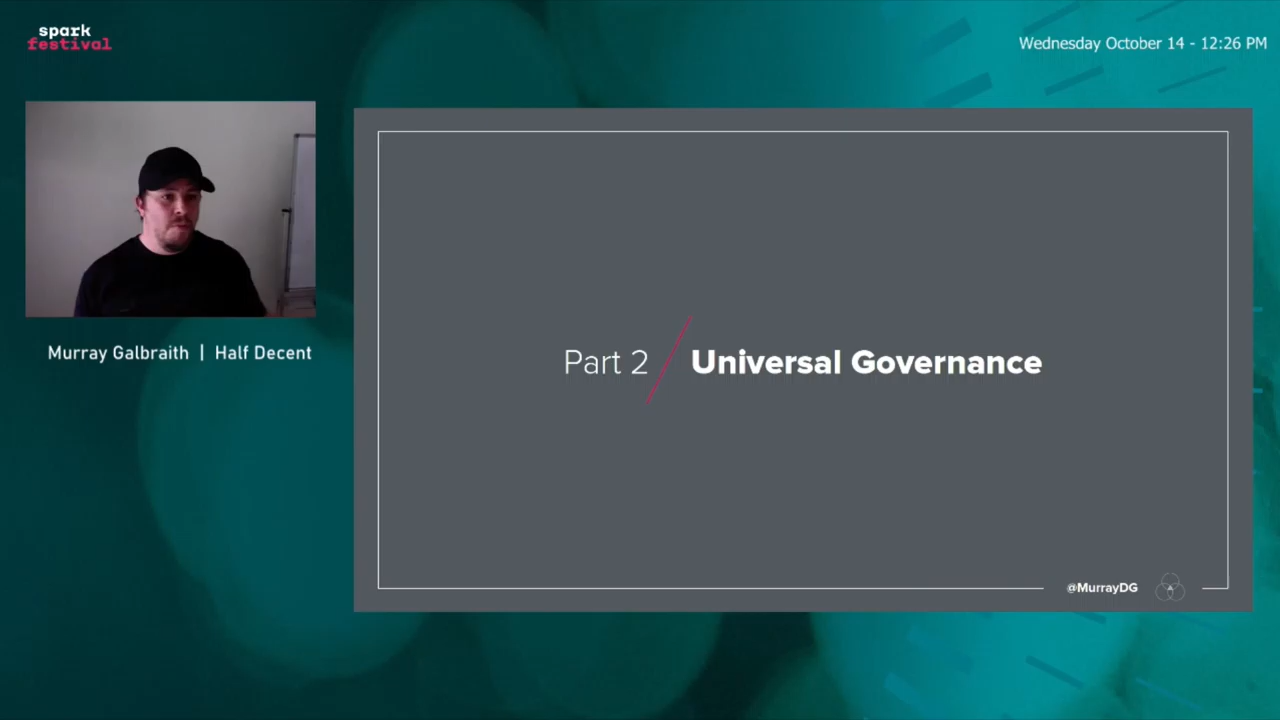 spark
festival
Wednesday October 14 - 12:26 PM
Murray Galbraith | Half Decent
Part 2 / Universal Governance
@MurrayDG